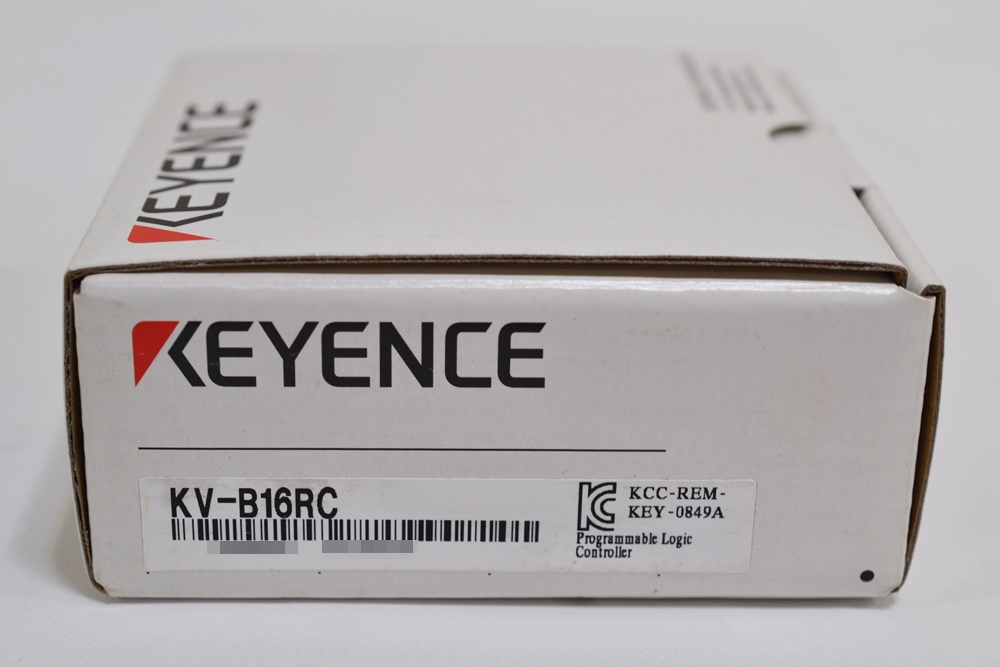 KEYENCE
KEYENCE
KV-B16RC
KCC-REM-
KEY-0849A
Programmable Logic
Controller